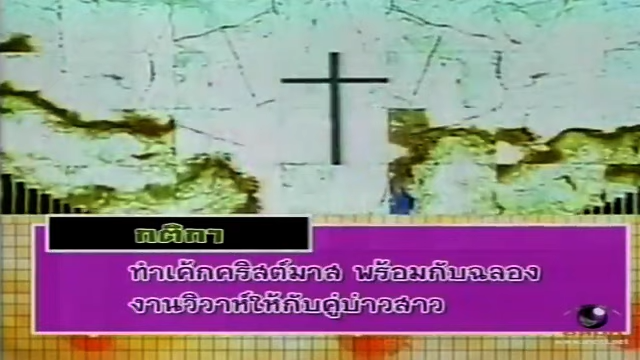 กติกา
ทำเค้กคริสต์มาส พร้อมกับฉลอง
งานวิวาห์ให้กับคู่บ่าวสาว